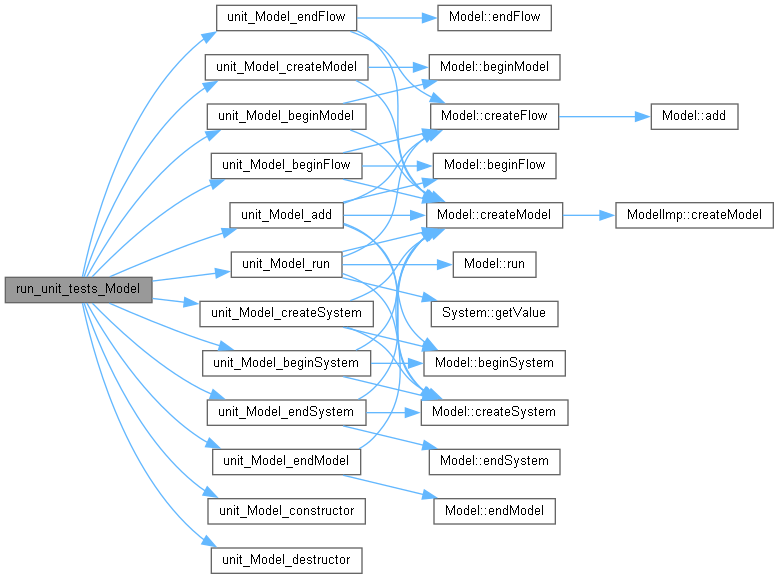 run_unit_tests_Model
unit_Model_endFlow
unit_Model_createModel
unit_Model_beginModel
unit_Model_beginFlow
unit_Model_add
unit_Model_run
unit_Model_createSystem
unit_Model_beginSystem
unit_Model_endSystem
unit_Model_endModel
unit_Model_constructor
unit_Model_destructor
Model::endFlow
Model::beginModel
Model::createFlow
Model::beginFlow
Model::createModel
Model::run
System::getValue
Model::beginSystem
Model::createSystem
Model::endSystem
Model::endModel
Model::add
ModelImp::createModel